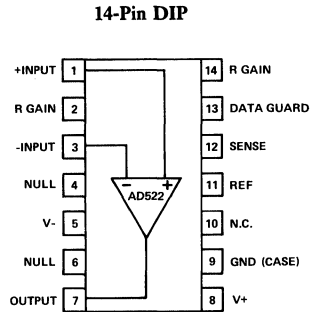 14-Pin DIP
+INPUT 1 14 R GAIN
R GAIN 2 13 DATA GUARD
-INPUT 3 12 SENSE
NULL 4 - + 11 REF
AD522
V- 5 10 N.C.
NULL 6 9 GND (CASE)
OUTPUT 7 8 V+